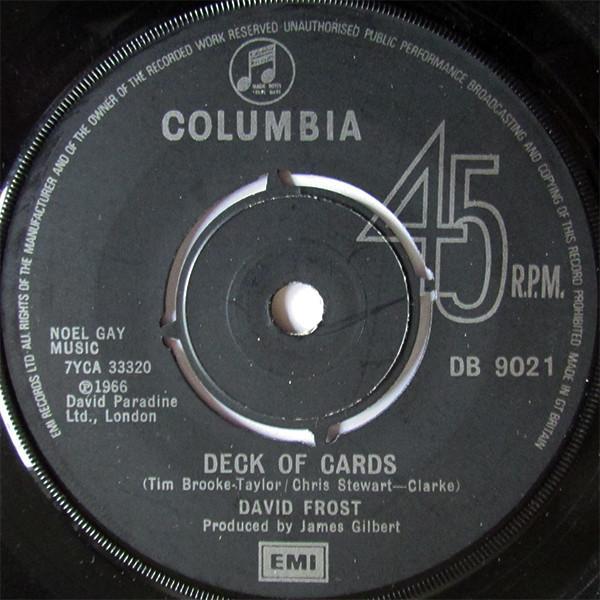 EMI RECORDS LTD·ALL RIGHTS OF THE MANUFACTURER AND OF THE OWNER OF THE RECORDED WORK RESERVED·UNAUTHORISED PUBLIC PERFORMANCE BROADCASTING AND COPYING OF THIS RECORD PROHIBITED MADE IN GT BRITAIN
COLUMBIA
45
R.P.M.
NOEL GAY
MUSIC
7YCA 33320
℗1966
David Paradine
Ltd., London
DB 9021
DECK OF CARDS
(Tim Brooke-Taylor/Chris Stewart—Clarke)
DAVID FROST
Produced by James Gilbert
EMI